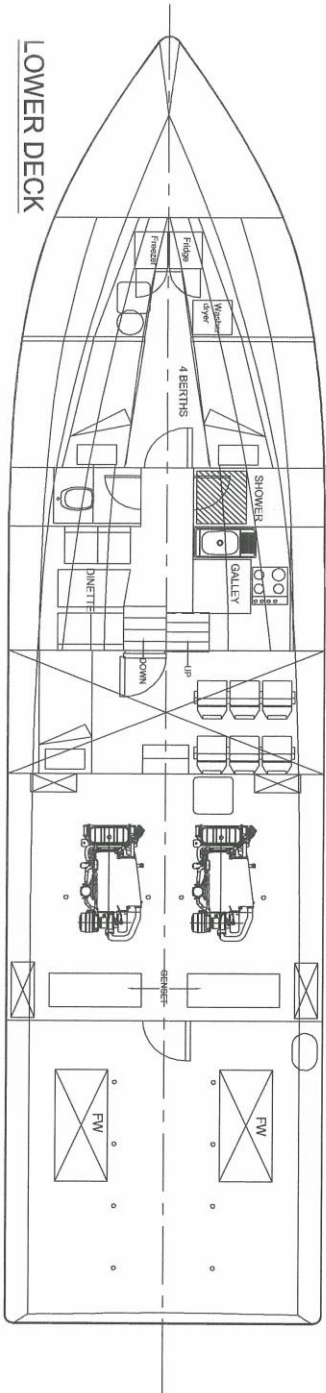 LOWER DECK
Fridge
Freezer
Washer
dryer
4 BERTHS
SHOWER
GALLEY
DINETTE
UP
DOWN
GENSET
FW
FW